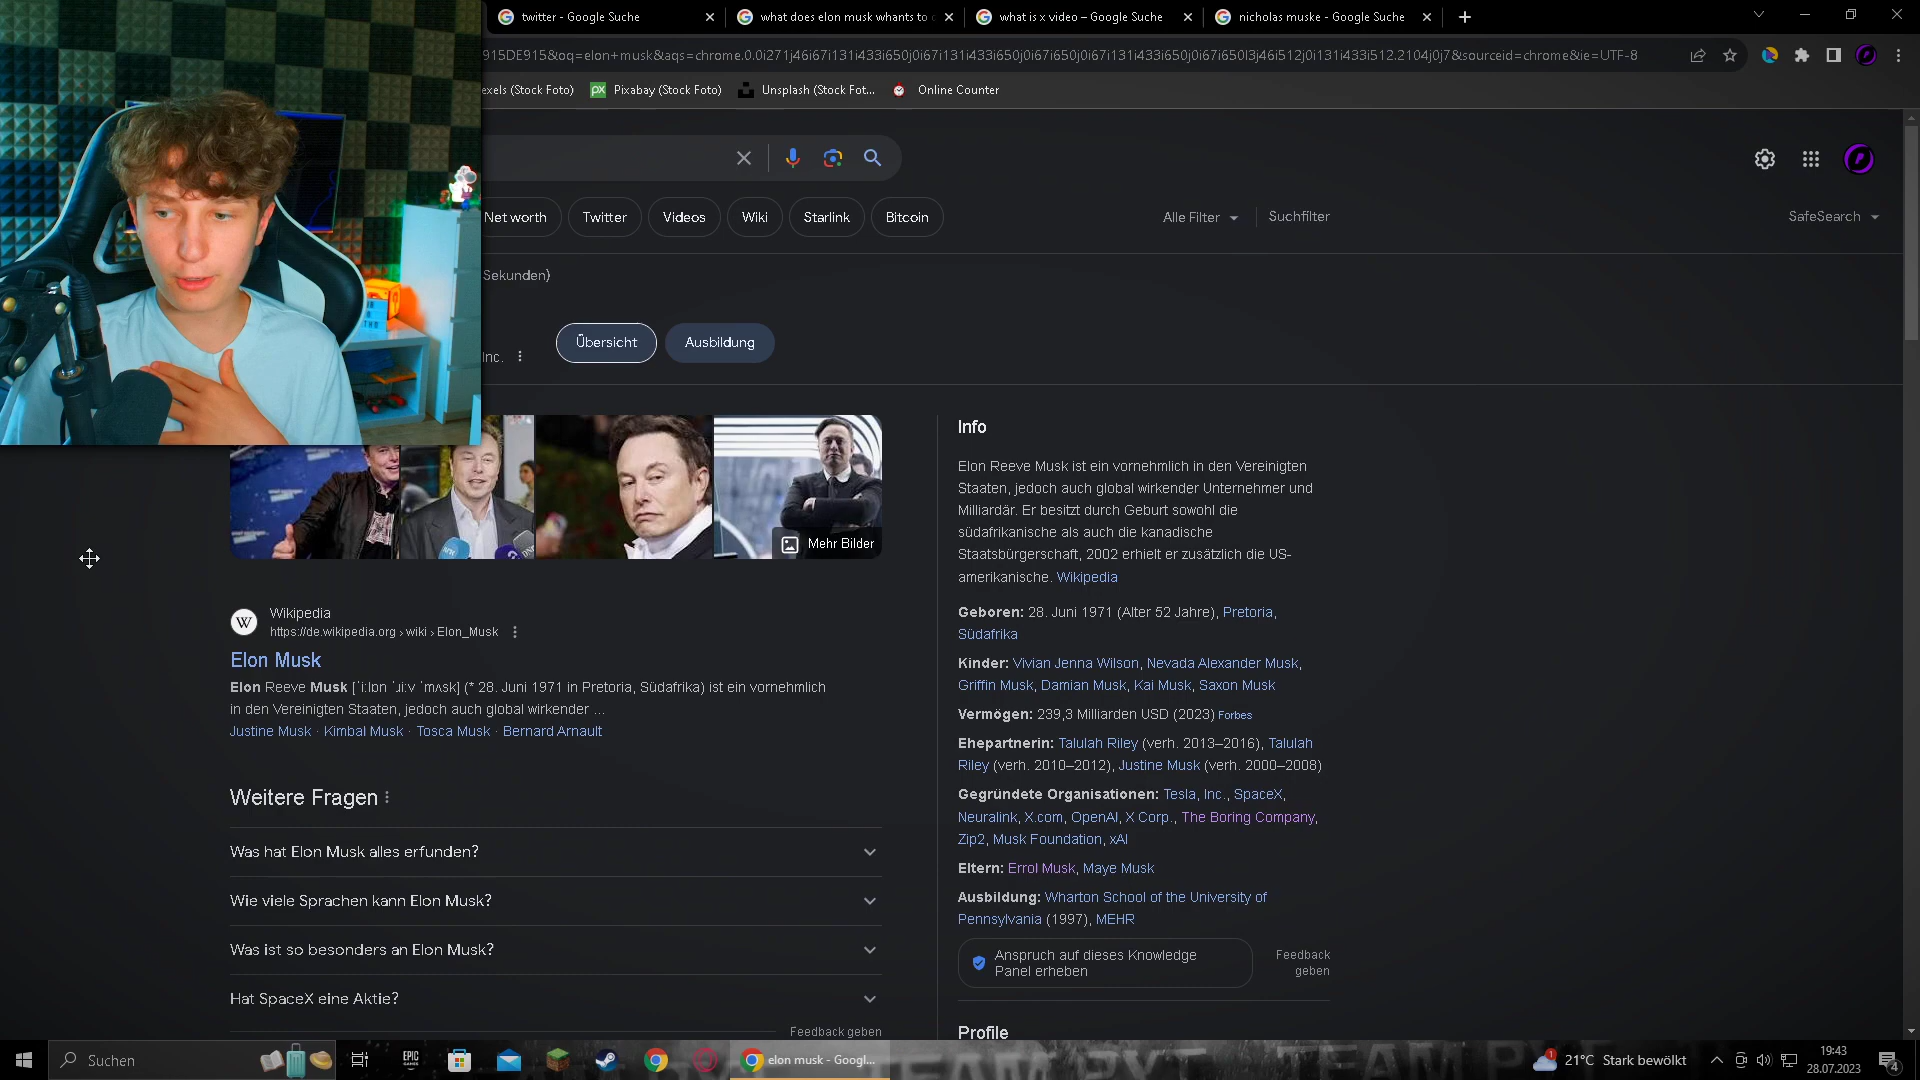 twitter - Google Suche
what does elon musk whants to
what is x video – Google Suche
nicholas muske - Google Suche
915DE915&oq=elon+musk&aqs=chrome.0.0i271j46i67i131i433i650j0i67i131i433i650j0i67i131i433i650j0i67i650l3j46i512j0i131i433i512.2104j0j7&sourceid=chrome&ie=UTF-8
exels (Stock Foto)
Pixabay (Stock Foto)
Unsplash (Stock Fot...
Online Counter
Net worth
Twitter
Videos
Wiki
Starlink
Bitcoin
Alle Filter
Suchfilter
SafeSearch
Sekunden)
Inc.
Übersicht
Ausbildung
Mehr Bilder
Wikipedia
https://de.wikipedia.org › wiki › Elon_Musk
Elon Musk
Elon Reeve Musk [ˈiːlɒn ˈɹiːv ˈmʌsk] (* 28. Juni 1971 in Pretoria, Südafrika) ist ein vornehmlich
in den Vereinigten Staaten, jedoch auch global wirkender ...
Justine Musk · Kimbal Musk · Tosca Musk · Bernard Arnault
Weitere Fragen
Was hat Elon Musk alles erfunden?
Wie viele Sprachen kann Elon Musk?
Was ist so besonders an Elon Musk?
Hat SpaceX eine Aktie?
Feedback geben
Info
Elon Reeve Musk ist ein vornehmlich in den Vereinigten
Staaten, jedoch auch global wirkender Unternehmer und
Milliardär. Er besitzt durch Geburt sowohl die
südafrikanische als auch die kanadische
Staatsbürgerschaft, 2002 erhielt er zusätzlich die US-
amerikanische. Wikipedia
Geboren: 28. Juni 1971 (Alter 52 Jahre), Pretoria,
Südafrika
Kinder: Vivian Jenna Wilson, Nevada Alexander Musk,
Griffin Musk, Damian Musk, Kai Musk, Saxon Musk
Vermögen: 239,3 Milliarden USD (2023) Forbes
Ehepartnerin: Talulah Riley (verh. 2013–2016), Talulah
Riley (verh. 2010–2012), Justine Musk (verh. 2000–2008)
Gegründete Organisationen: Tesla, Inc., SpaceX,
Neuralink, X.com, OpenAI, X Corp., The Boring Company,
Zip2, Musk Foundation, xAI
Eltern: Errol Musk, Maye Musk
Ausbildung: Wharton School of the University of
Pennsylvania (1997), MEHR
Anspruch auf dieses Knowledge
Panel erheben
Feedback
geben
Profile
Suchen
elon musk - Googl...
21°C Stark bewölkt
19:43
28.07.2023